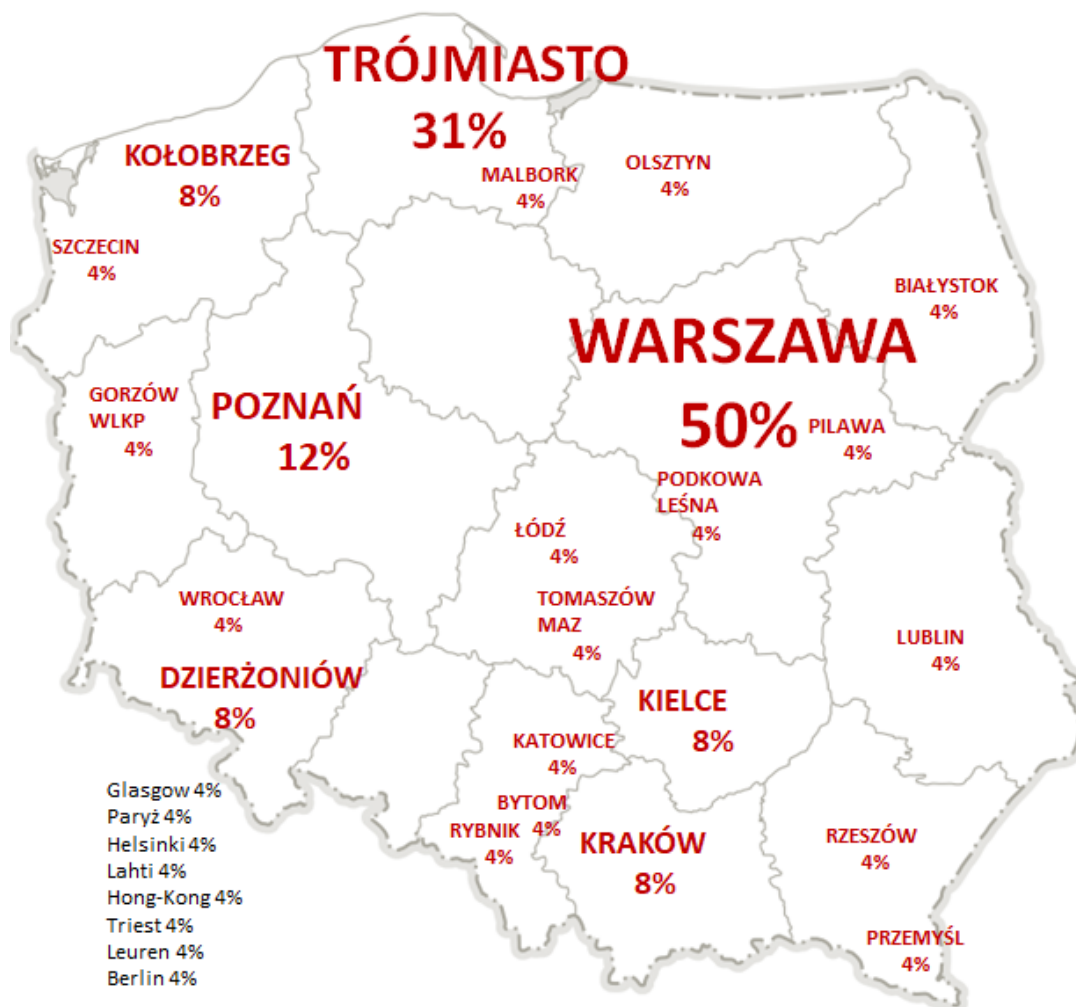 TRÓJMIASTO
31%
KOŁOBRZEG
8%
MALBORK
4%
OLSZTYN
4%
SZCZECIN
4%
BIAŁYSTOK
4%
WARSZAWA
50%
GORZÓW
WLKP
4%
POZNAŃ
12%
PILAWA
4%
PODKOWA
LEŚNA
4%
ŁÓDŹ
4%
TOMASZÓW
MAZ
4%
WROCŁAW
4%
LUBLIN
4%
DZIERŻONIÓW
8%
KIELCE
8%
KATOWICE
4%
BYTOM
4%
RYBNIK
4%
KRAKÓW
8%
RZESZÓW
4%
PRZEMYŚL
4%
Glasgow 4%
Paryż 4%
Helsinki 4%
Lahti 4%
Hong-Kong 4%
Triest 4%
Leuren 4%
Berlin 4%